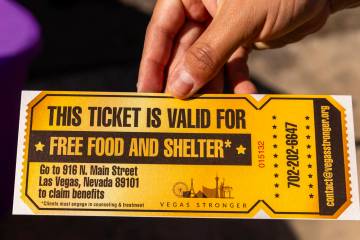 THIS TICKET IS VALID FOR
★ FREE FOOD AND SHELTER* ★
Go to 916 N. Main Street
Las Vegas, Nevada 89101
to claim benefits
*Clients must engage in counseling & treatment
VEGAS STRONGER
015132
702-202-6647
contact@vegasstronger.org